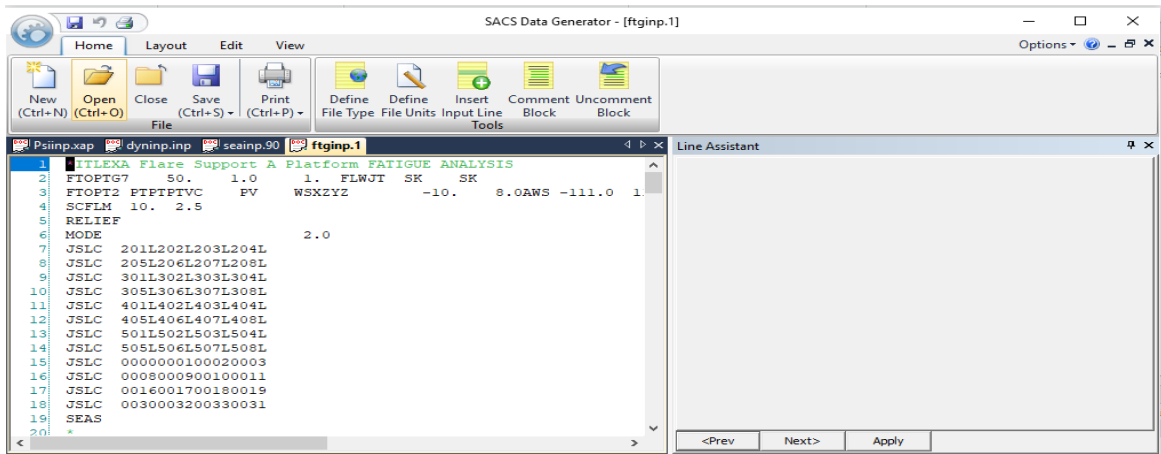 SACS Data Generator - [ftginp.1]
Home Layout Edit View Options
New (Ctrl+N)
Open (Ctrl+O)
Close
Save (Ctrl+S)
Print (Ctrl+P)
Define File Type
Define File Units
Insert Input Line
Comment Block
Uncomment Block
File
Tools
Psiinp.xap dyninp.inp seainp.90 ftginp.1
Line Assistant
1 *ITLEXA Flare Support A Platform FATIGUE ANALYSIS
2 FTOPTG7 50. 1.0 1. FLWJT SK SK
3 FTOPT2 PTPTPTVC PV WSXZYZ -10. 8.0AWS -111.0 1
4 SCFLM 10. 2.5
5 RELIEF
6 MODE 2.0
7 JSLC 201L202L203L204L
8 JSLC 205L206L207L208L
9 JSLC 301L302L303L304L
10 JSLC 305L306L307L308L
11 JSLC 401L402L403L404L
12 JSLC 405L406L407L408L
13 JSLC 501L502L503L504L
14 JSLC 505L506L507L508L
15 JSLC 0000000100020003
16 JSLC 0008000900100011
17 JSLC 0016001700180019
18 JSLC 0030003200330031
19 SEAS
20 *
<Prev Next> Apply